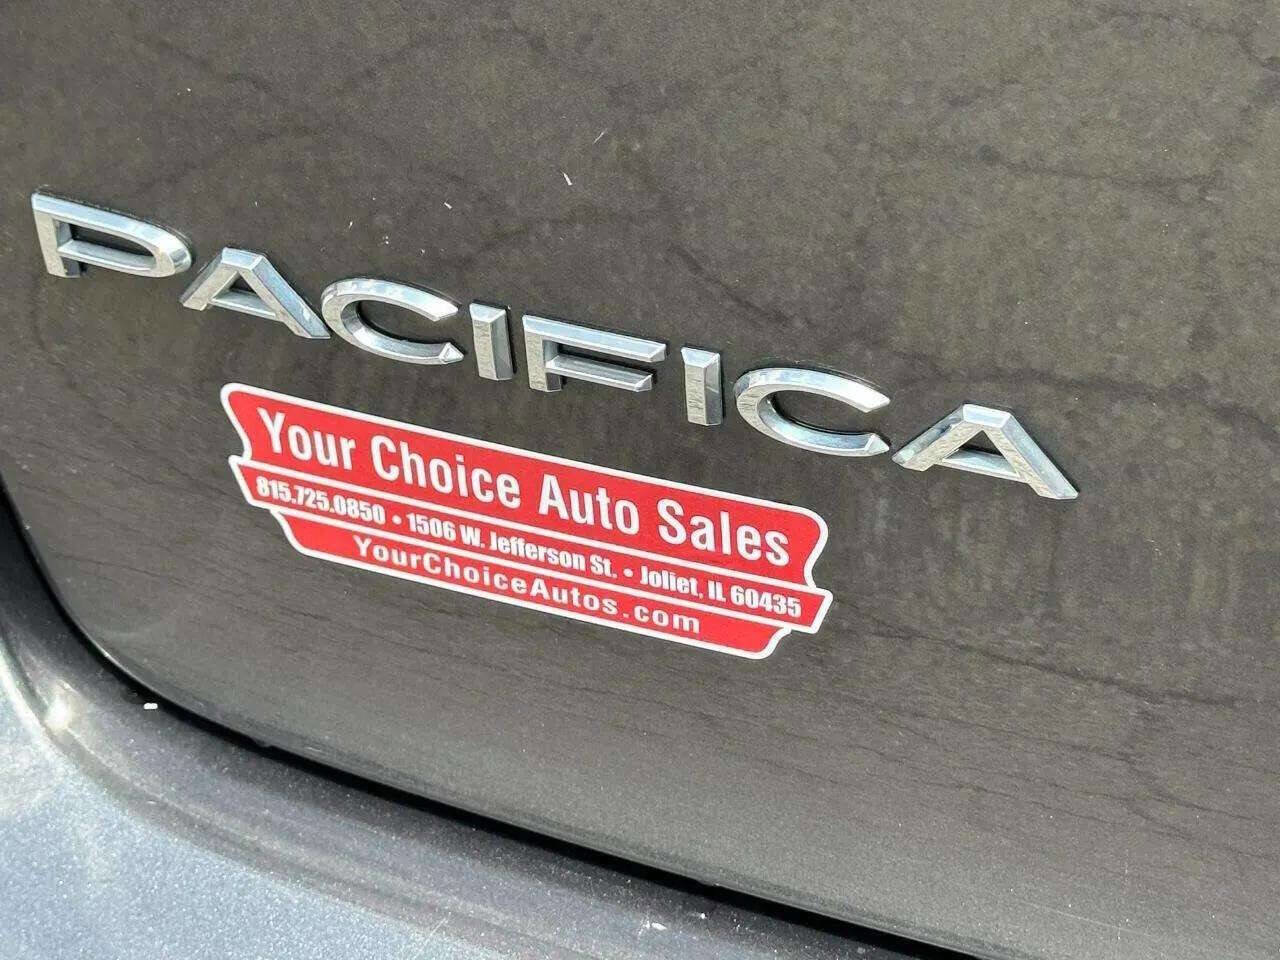 PACIFICA
Your Choice Auto Sales
815.725.0850 • 1506 W. Jefferson St. • Joliet, IL 60435
YourChoiceAutos.com